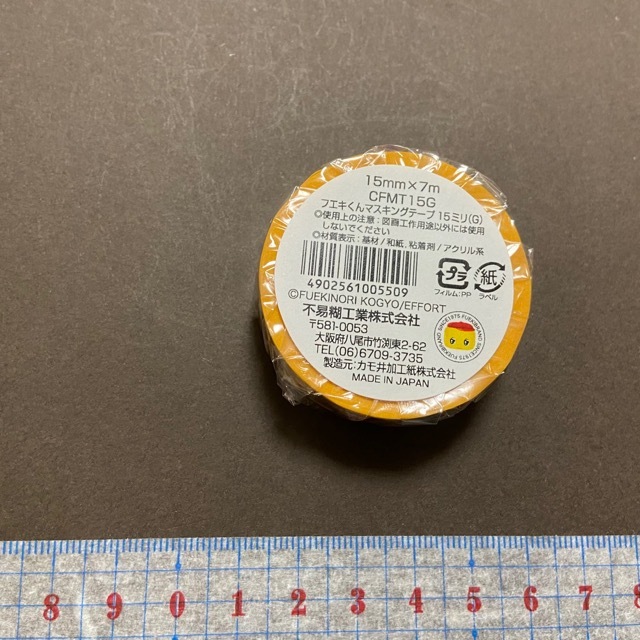 15mm×7m
CFMT15G
フエキくんマスキングテープ 15ミリ(G)
◎使用上の注意：図画工作用途以外には使用
しないでください
◎材質表示：基材/和紙, 粘着剤/アクリル系
4902561005509
プラ
フィルム:PP
紙
ラベル
©FUEKINORI KOGYO/EFFORT
不易糊工業株式会社
〒581-0053
大阪府八尾市竹渕東2-62
TEL(06)6709-3735
製造元:カモ井加工紙株式会社
MADE IN JAPAN
FUEKI BRAND SINCE1975 FUEKI BRAND SINCE1975
8 9 0 1 2 3 4 5 6 7 8